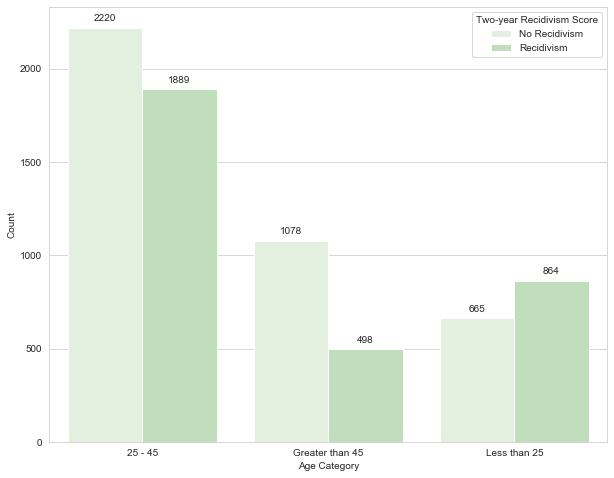 Two-year Recidivism Score
No Recidivism
Recidivism
2220
1889
1078
498
665
864
2000
1500
1000
500
0
Count
25 - 45
Greater than 45
Less than 25
Age Category